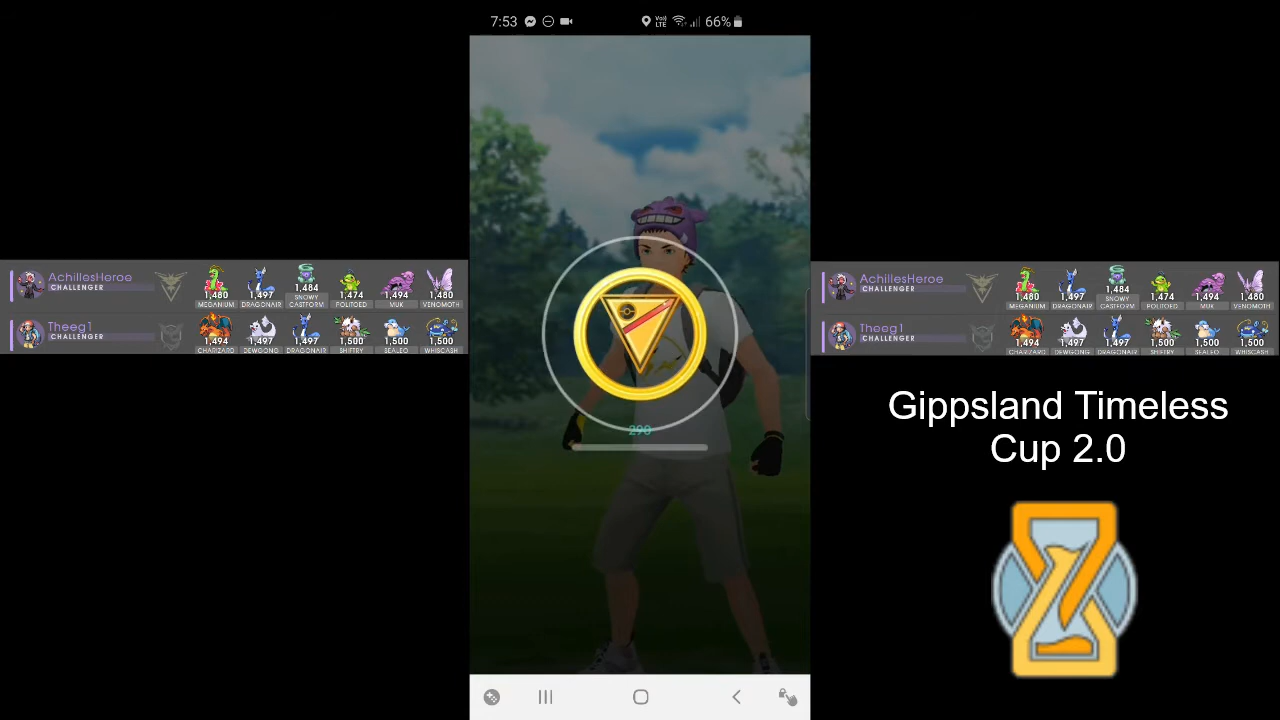 7:53
Vo)) LTE
66%
AchillesHeroe
CHALLENGER
1,480 1,497 1,484 1,474 1,494 1,480
MEGANIUM DRAGONAIR SNOWY CASTFORM POLITOED MUK VENOMOTH
Theeg1
CHALLENGER
1,494 1,497 1,497 1,500 1,500 1,500
CHARIZARD DEWGONG DRAGONAIR SHIFTRY SEALEO WHISCASH
290
AchillesHeroe
CHALLENGER
1,480 1,497 1,484 1,474 1,494 1,480
MEGANIUM DRAGONAIR SNOWY CASTFORM POLITOED MUK VENOMOTH
Theeg1
CHALLENGER
1,494 1,497 1,497 1,500 1,500 1,500
CHARIZARD DEWGONG DRAGONAIR SHIFTRY SEALEO WHISCASH
Gippsland Timeless
Cup 2.0